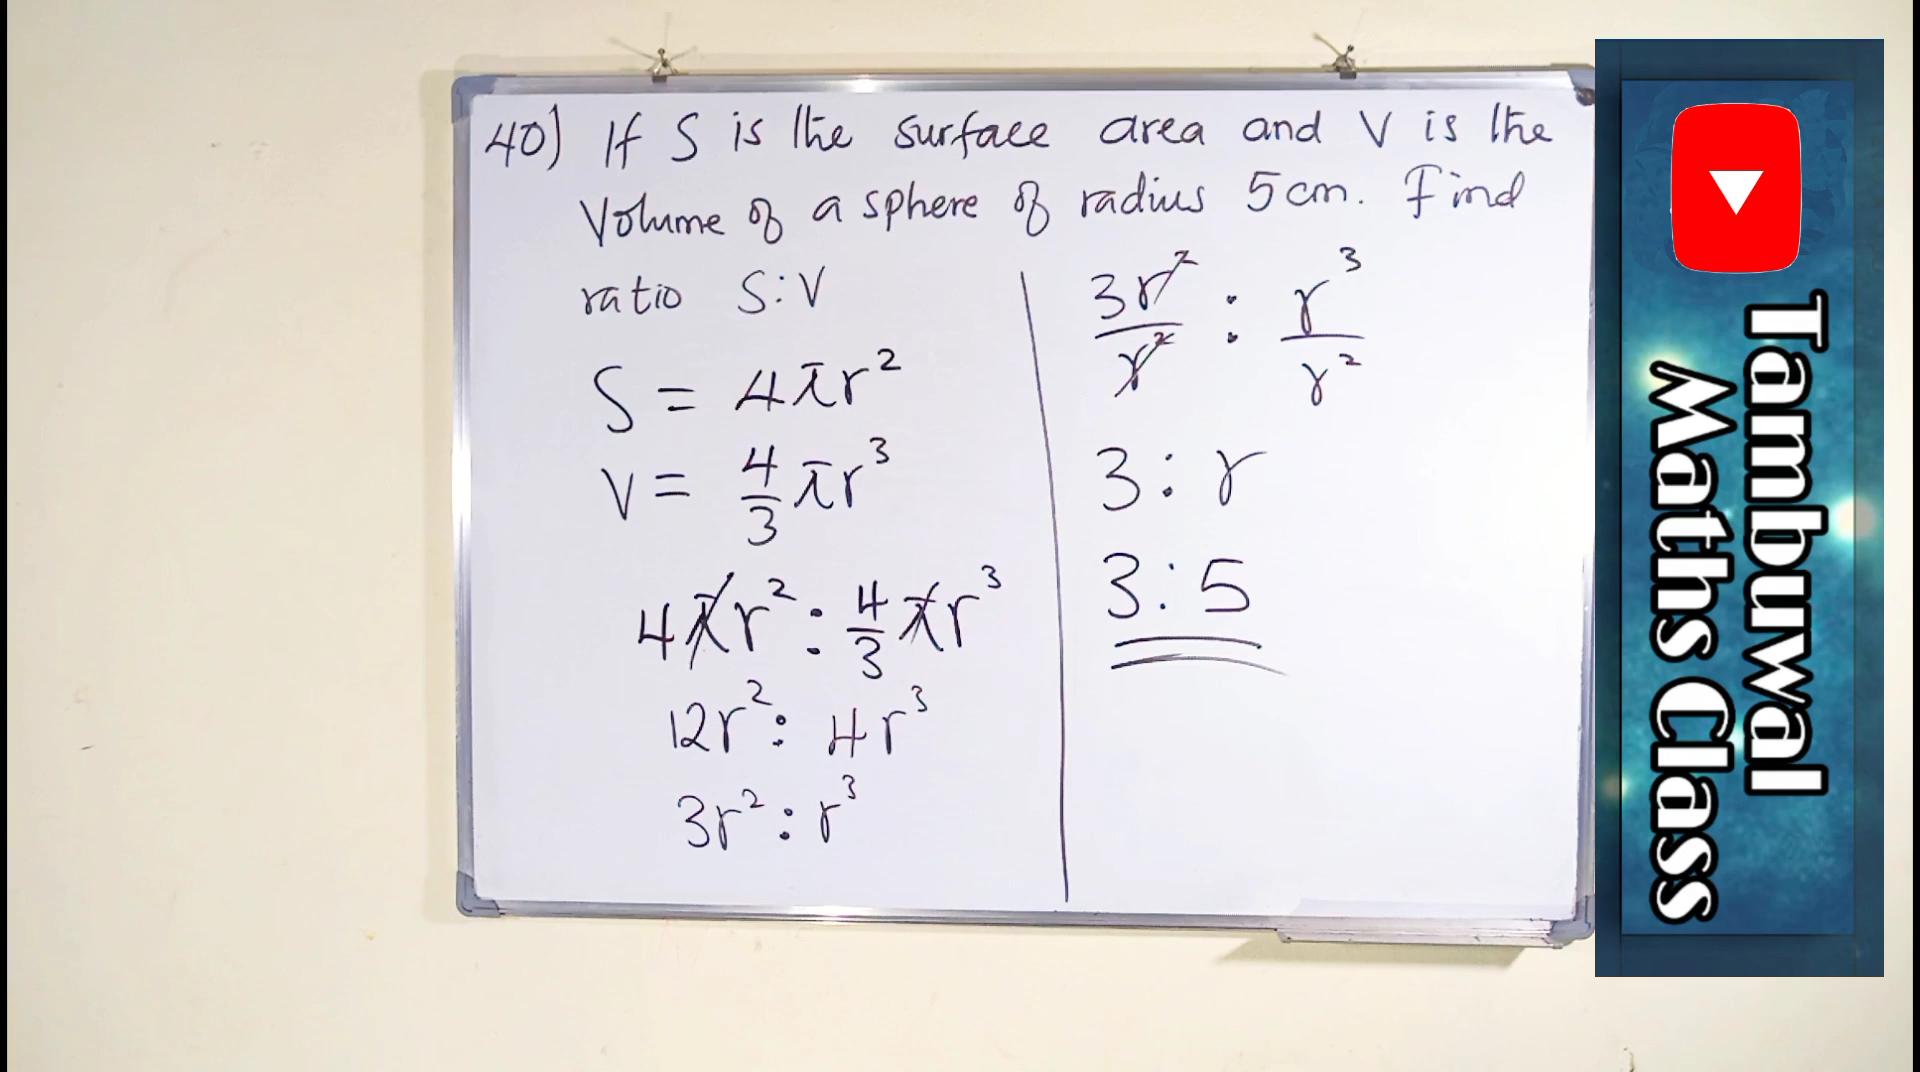 40) If S is the surface area and V is the
Volume of a sphere of radius 5cm. Find
ratio S:V
S = 4πr²
V = 4/3 πr³
4πr² : 4/3 πr³
12r² : 4r³
3r² : r³
3r²/r² : r³/r²
3 : r
3 : 5
Tambuwal
Maths Class